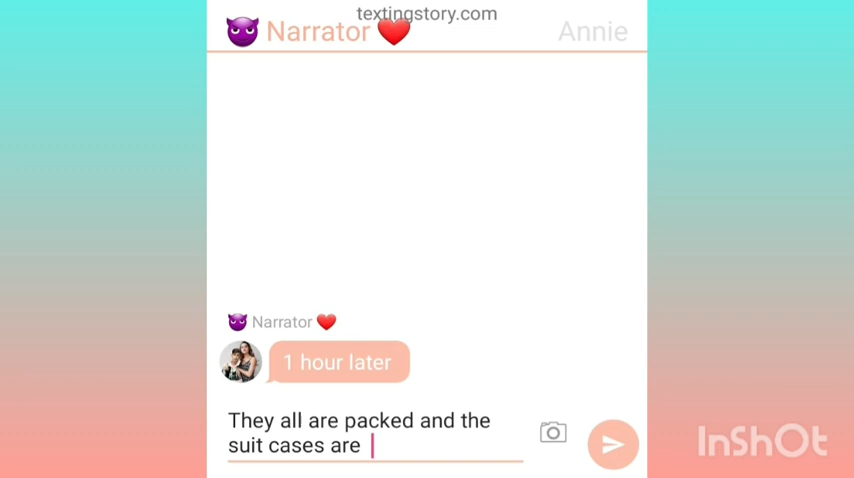 textingstory.com
😈 Narrator ❤️ Annie
😈 Narrator ❤️
1 hour later
They all are packed and the
suit cases are
InShOt